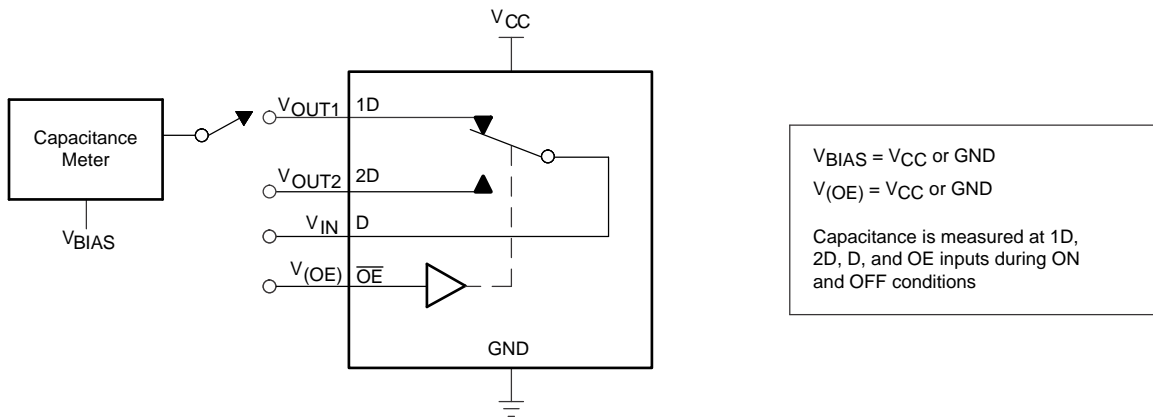 VCC
Capacitance
Meter
VBIAS
VOUT1 1D
VOUT2 2D
VIN D
V(OE) O̅E̅
GND
VBIAS = VCC or GND
V(OE) = VCC or GND
Capacitance is measured at 1D,
2D, D, and OE inputs during ON
and OFF conditions